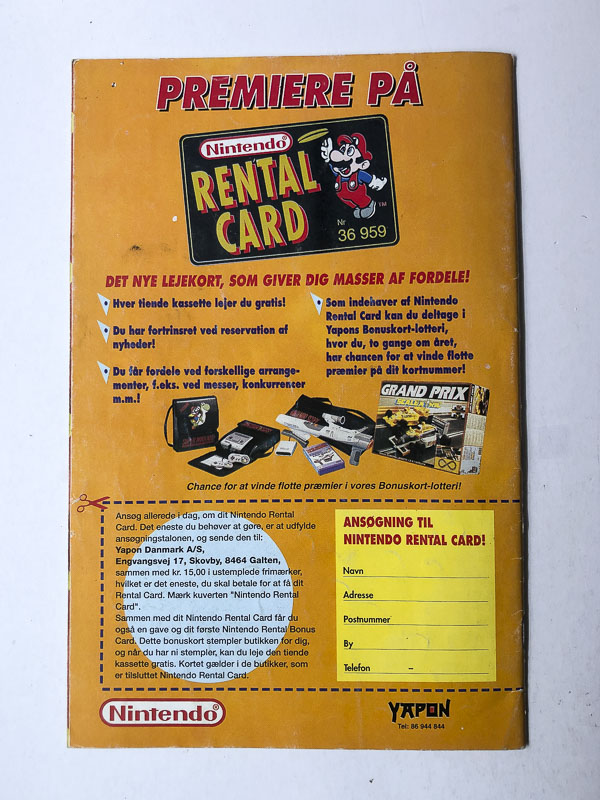 PREMIERE PÅ
Nintendo®
RENTAL
CARD
TM
Nr
36 959
DET NYE LEJEKORT, SOM GIVER DIG MASSER AF FORDELE!
Hver tiende kassette lejer du gratis!
Du har fortrinsret ved reservation af
nyheder!
Du får fordele ved forskellige arrange-
menter, f.eks. ved messer, konkurrencer
m.m.!
Som indehaver af Nintendo
Rental Card kan du deltage i
Yapons Bonuskort-lotteri,
hvor du, to gange om året,
har chancen for at vinde flotte
præmier på dit kortnummer!
GRAND PRIX
Chance for at vinde flotte præmier i vores Bonuskort-lotteri!
Ansøg allerede i dag, om dit Nintendo Rental
Card. Det eneste du behøver at gøre, er at udfylde
ansøgningstalonen, og sende den til:
Yapon Danmark A/S,
Engvangsvej 17, Skovby, 8464 Galten,
sammen med kr. 15,00 i ustemplede frimærker,
hvilket er det eneste, du skal betale for at få dit
Rental Card. Mærk kuverten "Nintendo Rental
Card".
Sammen med dit Nintendo Rental Card får du
også en gave og dit første Nintendo Rental Bonus
Card. Dette bonuskort stempler butikken for dig,
og når du har ni stempler, kan du leje den tiende
kassette gratis. Kortet gælder i de butikker, som
er tilsluttet Nintendo Rental Card.
ANSØGNING TIL
NINTENDO RENTAL CARD!
Navn
Adresse
Postnummer
By
Telefon –
Nintendo®
YAPON
Tel: 86 944 844